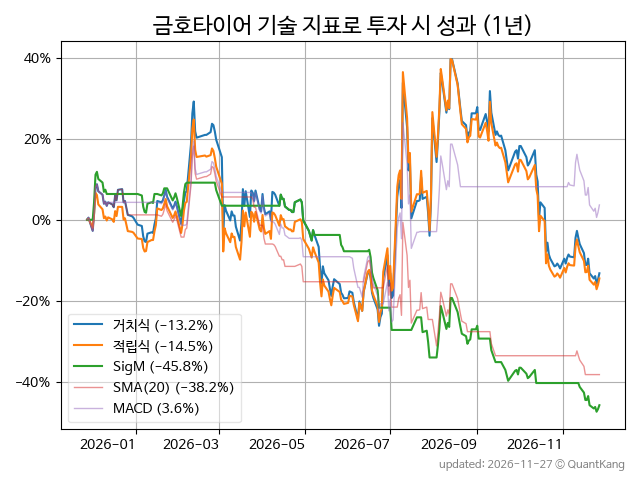 금호타이어 기술 지표로 투자 시 성과 (1년)
40%
20%
0%
−20%
−40%
거치식 (−13.2%)
적립식 (−14.5%)
SigM (−45.8%)
SMA(20) (−38.2%)
MACD (3.6%)
2026−01
2026−03
2026−05
2026−07
2026−09
2026−11
updated: 2026-11-27 © QuantKang